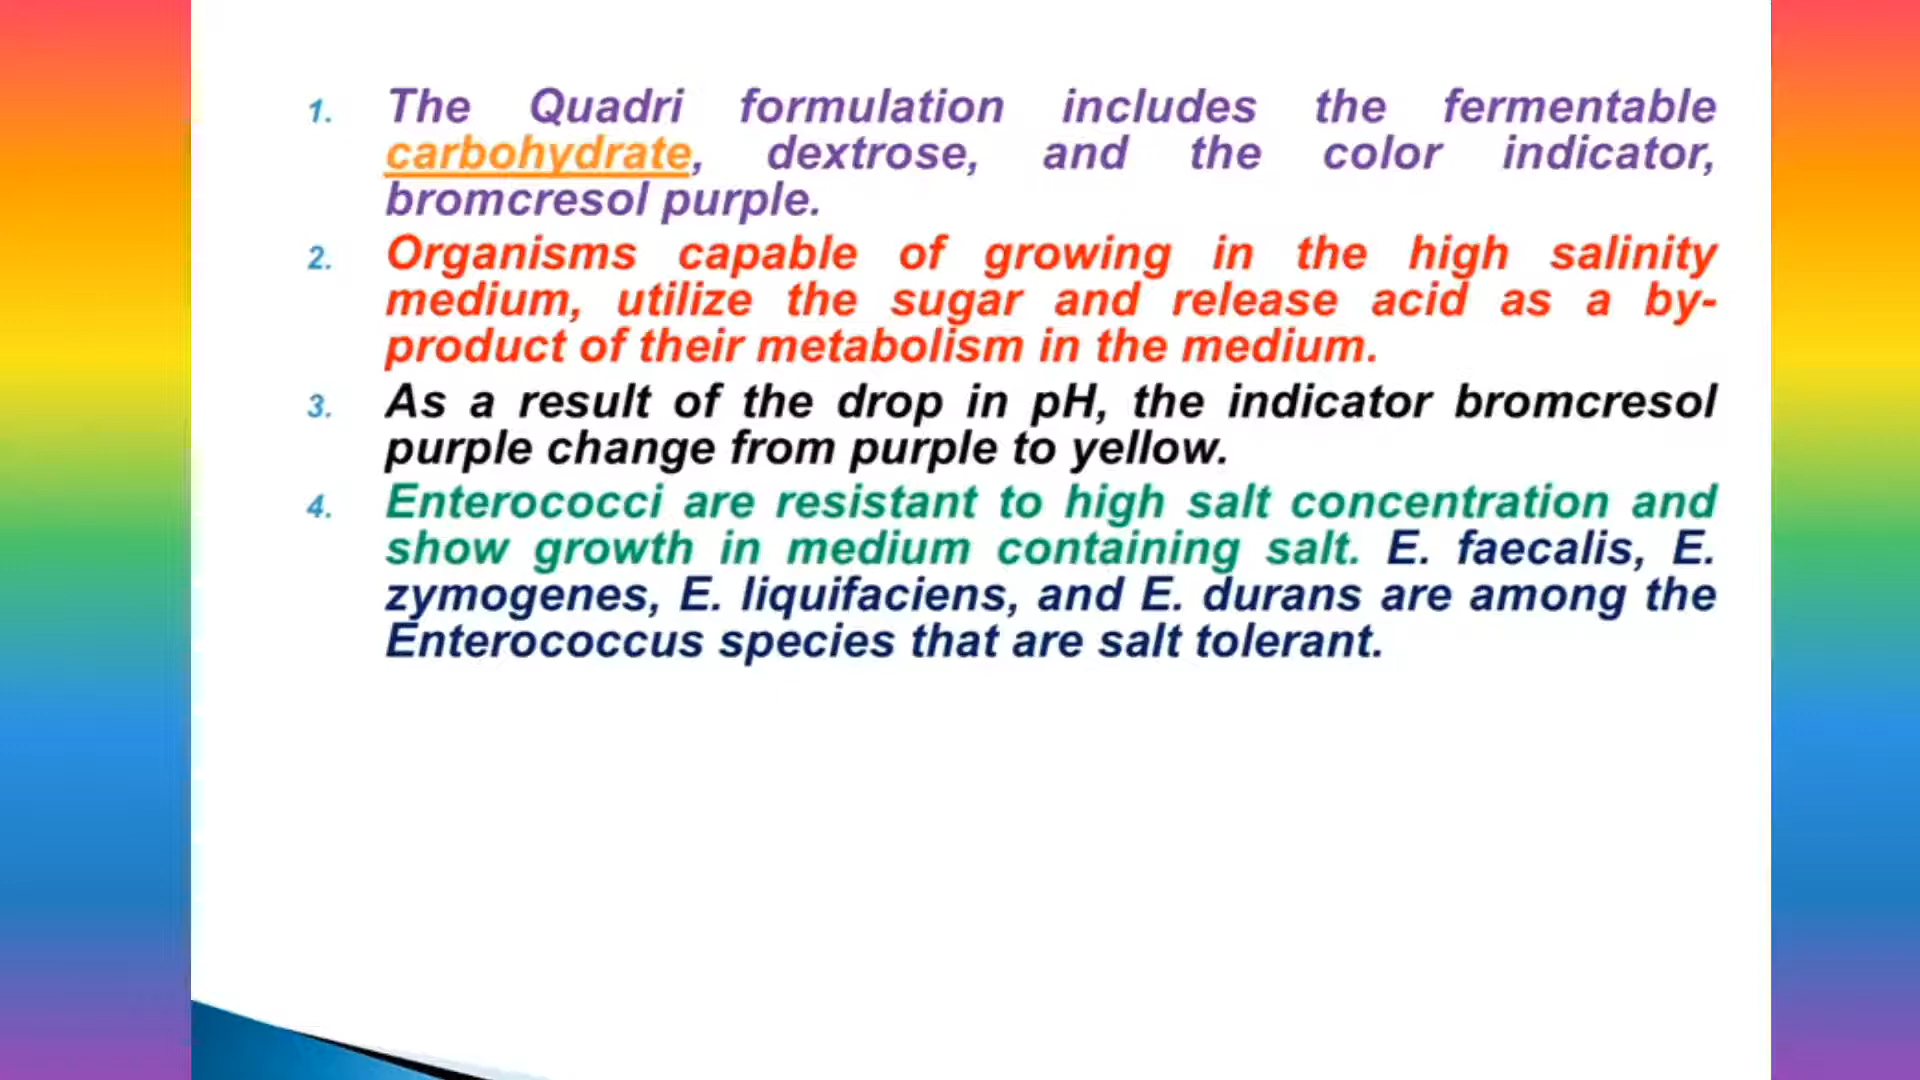 1. The Quadri formulation includes the fermentable
carbohydrate, dextrose, and the color indicator,
bromcresol purple.
2. Organisms capable of growing in the high salinity
medium, utilize the sugar and release acid as a by-
product of their metabolism in the medium.
3. As a result of the drop in pH, the indicator bromcresol
purple change from purple to yellow.
4. Enterococci are resistant to high salt concentration and
show growth in medium containing salt. E. faecalis, E.
zymogenes, E. liquifaciens, and E. durans are among the
Enterococcus species that are salt tolerant.